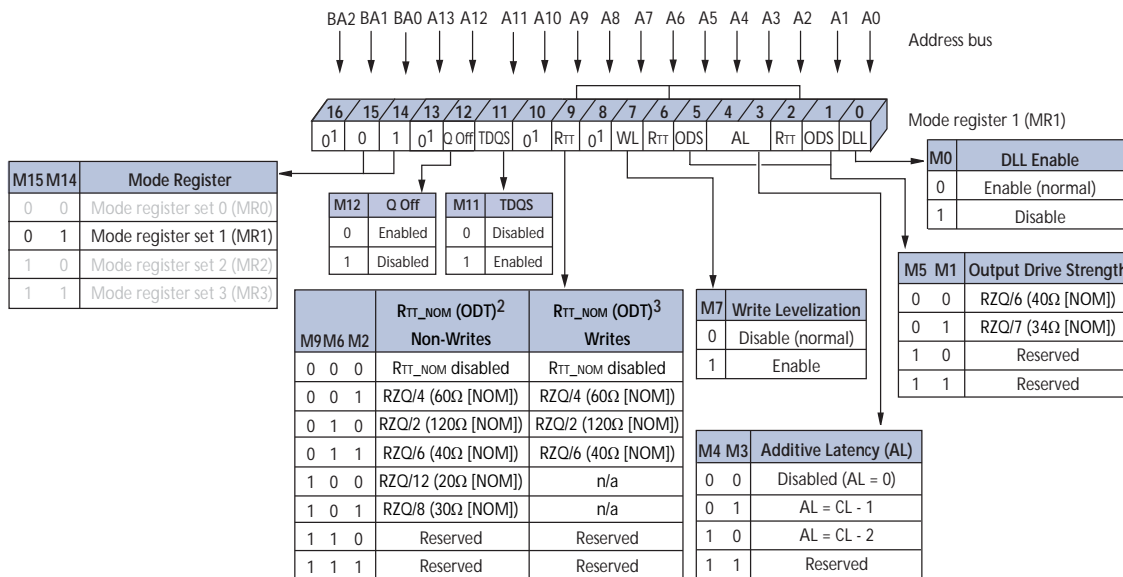 BA2 BA1 BA0 A13 A12 A11 A10 A9 A8 A7 A6 A5 A4 A3 A2 A1 A0
Address bus
16 15 14 13 12 11 10 9 8 7 6 5 4 3 2 1 0
Mode register 1 (MR1)
0¹ 0 1 0¹ Q Off TDQS 0¹ RTT 0¹ WL RTT ODS AL RTT ODS DLL
M15 M14 Mode Register
0 0 Mode register set 0 (MR0)
0 1 Mode register set 1 (MR1)
1 0 Mode register set 2 (MR2)
1 1 Mode register set 3 (MR3)
M12 Q Off
0 Enabled
1 Disabled
M11 TDQS
0 Disabled
1 Enabled
M0 DLL Enable
0 Enable (normal)
1 Disable
M5 M1 Output Drive Strength
0 0 RZQ/6 (40Ω [NOM])
0 1 RZQ/7 (34Ω [NOM])
1 0 Reserved
1 1 Reserved
M9 M6 M2 RTT_NOM (ODT)² Non-Writes RTT_NOM (ODT)³ Writes
0 0 0 RTT_NOM disabled RTT_NOM disabled
0 0 1 RZQ/4 (60Ω [NOM]) RZQ/4 (60Ω [NOM])
0 1 0 RZQ/2 (120Ω [NOM]) RZQ/2 (120Ω [NOM])
0 1 1 RZQ/6 (40Ω [NOM]) RZQ/6 (40Ω [NOM])
1 0 0 RZQ/12 (20Ω [NOM]) n/a
1 0 1 RZQ/8 (30Ω [NOM]) n/a
1 1 0 Reserved Reserved
1 1 1 Reserved Reserved
M7 Write Levelization
0 Disable (normal)
1 Enable
M4 M3 Additive Latency (AL)
0 0 Disabled (AL = 0)
0 1 AL = CL - 1
1 0 AL = CL - 2
1 1 Reserved